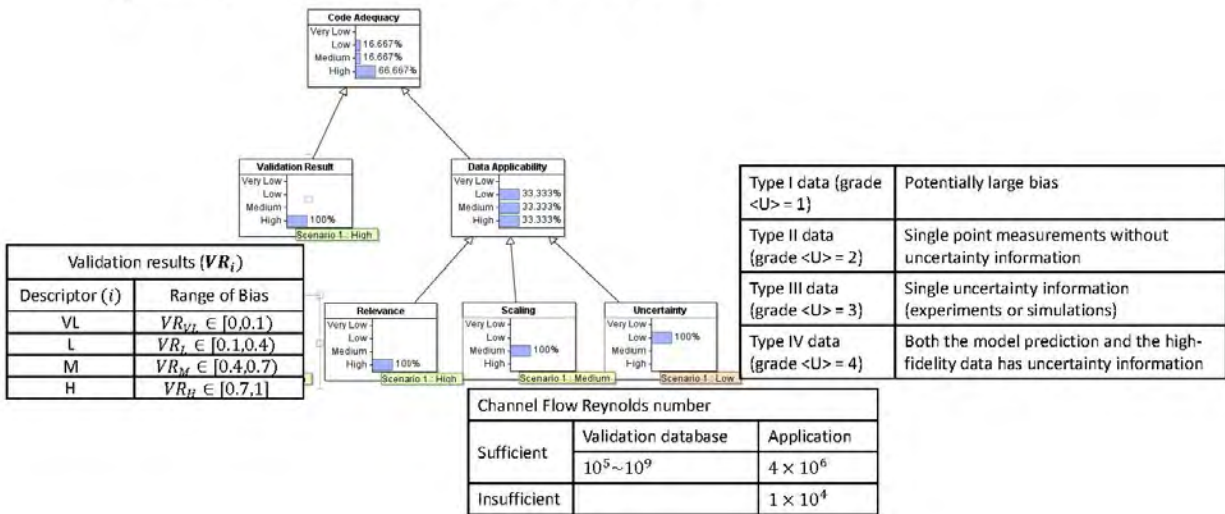 Code Adequacy
Very Low
Low 16.667%
Medium 16.667%
High 66.667%
Validation Result
Very Low
Low
Medium
High 100%
Scenario 1 : High
Data Applicability
Very Low
Low 33.333%
Medium 33.333%
High 33.333%
Type I data (grade <U> = 1) Potentially large bias
Type II data (grade <U> = 2) Single point measurements without uncertainty information
Type III data (grade <U> = 3) Single uncertainty information (experiments or simulations)
Type IV data (grade <U> = 4) Both the model prediction and the high-fidelity data has uncertainty information
Validation results (VR_i)
Descriptor (i) Range of Bias
VL VR_VL ∈ [0,0.1)
L VR_L ∈ [0.1,0.4)
M VR_M ∈ [0.4,0.7)
H VR_H ∈ [0.7,1]
Relevance
Very Low
Low
Medium
High 100%
Scenario 1 : High
Scaling
Very Low
Low
Medium 100%
High
Scenario 1 : Medium
Uncertainty
Very Low
Low 100%
Medium
High
Scenario 1 : Low
Channel Flow Reynolds number
Sufficient Validation database Application
10^5~10^9 4 × 10^6
Insufficient 1 × 10^4